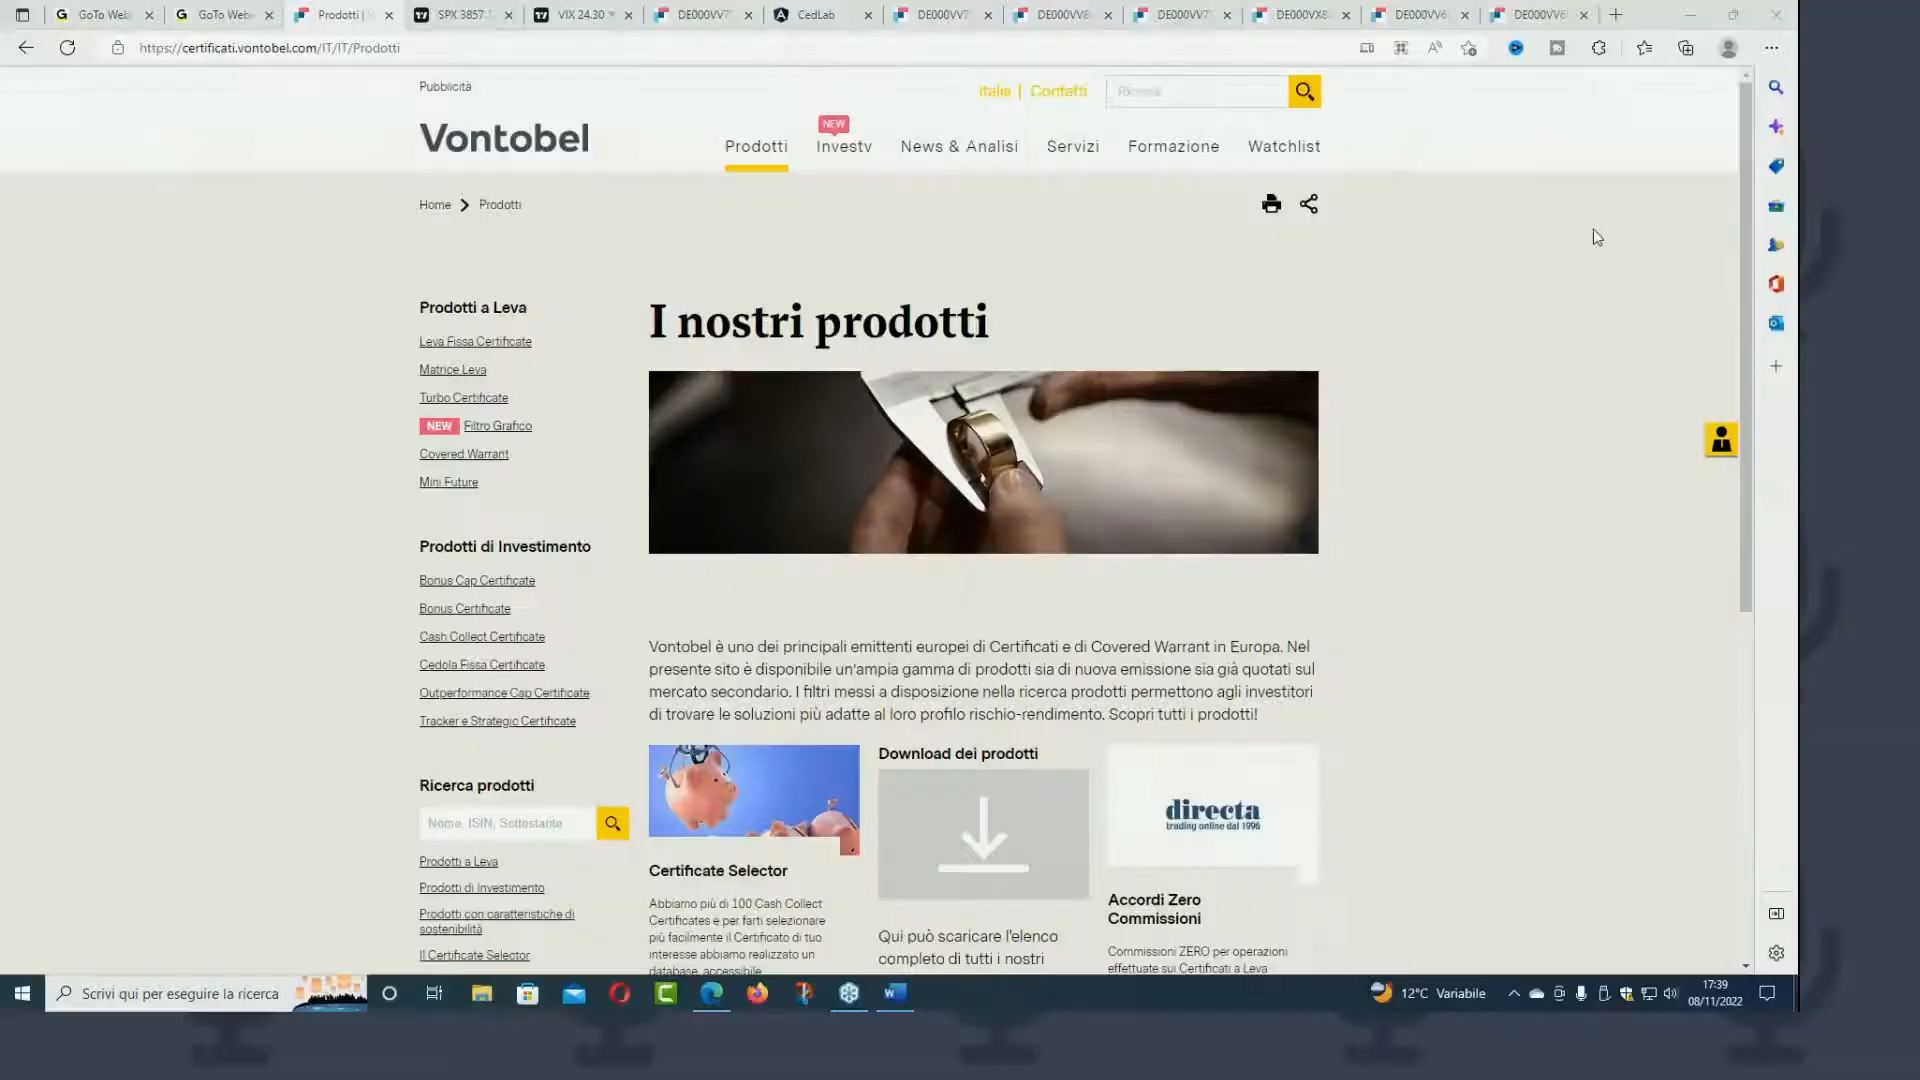 GoTo Web
GoTo Web
Prodotti | V
SPX 3857.
VIX 24.30
DE000VV7
CedLab
DE000VV7
DE000VV8
DE000VV7
DE000VX8
DE000VV6
DE000VV6
https://certificati.vontobel.com/IT/IT/Prodotti
Pubblicità
Italia | Contatti
Ricerca
Vontobel
NEW
Prodotti
Investv
News & Analisi
Servizi
Formazione
Watchlist
Home
Prodotti
Prodotti a Leva
Leva Fissa Certificate
Matrice Leva
Turbo Certificate
NEW Filtro Grafico
Covered Warrant
Mini Future
Prodotti di Investimento
Bonus Cap Certificate
Bonus Certificate
Cash Collect Certificate
Cedola Fissa Certificate
Outperformance Cap Certificate
Tracker e Strategic Certificate
Ricerca prodotti
Nome, ISIN, Sottostante
Prodotti a Leva
Prodotti di Investimento
Prodotti con caratteristiche di
sostenibilità
Il Certificate Selector
I nostri prodotti
Vontobel è uno dei principali emittenti europei di Certificati e di Covered Warrant in Europa. Nel
presente sito è disponibile un'ampia gamma di prodotti sia di nuova emissione sia già quotati sul
mercato secondario. I filtri messi a disposizione nella ricerca prodotti permettono agli investitori
di trovare le soluzioni più adatte al loro profilo rischio-rendimento. Scopri tutti i prodotti!
Certificate Selector
Abbiamo più di 100 Cash Collect
Certificates e per farti selezionare
più facilmente il Certificato di tuo
interesse abbiamo realizzato un
database, accessibile
Download dei prodotti
Qui può scaricare l'elenco
completo di tutti i nostri
directa
trading online dal 1996
Accordi Zero
Commissioni
Commissioni ZERO per operazioni
effettuate sui Certificati a Leva
Scrivi qui per eseguire la ricerca
12°C Variabile
17:39
08/11/2022